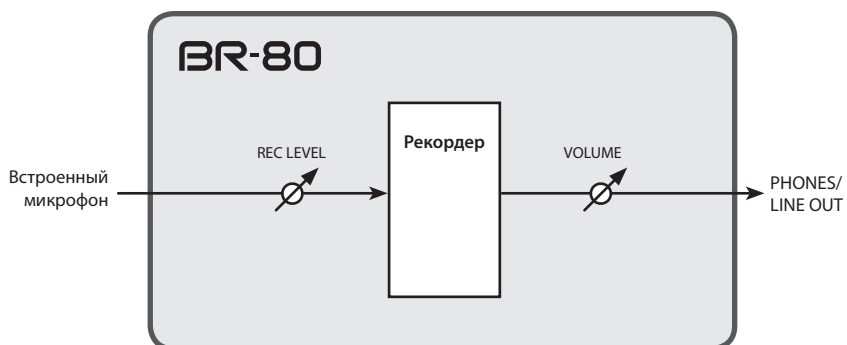 BR-80
Рекордер
REC LEVEL
VOLUME
Встроенный
микрофон
PHONES/
LINE OUT